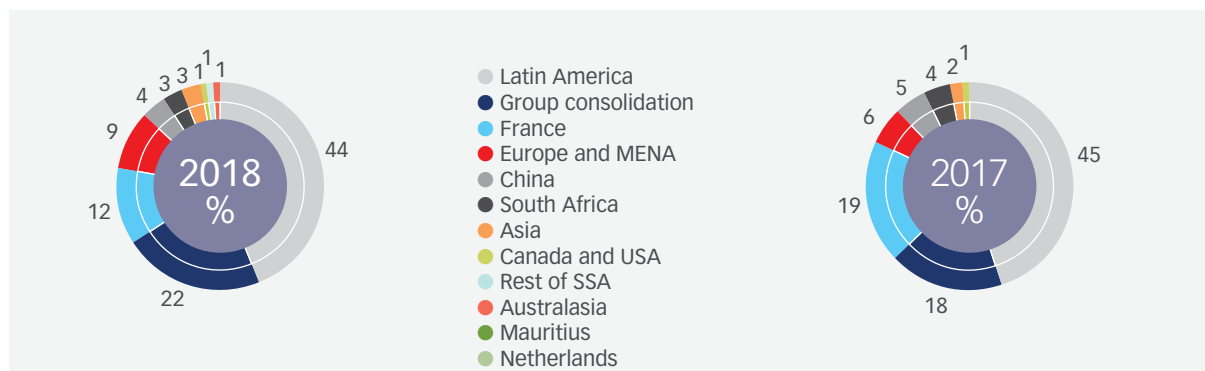 1
1
1
3
3
4
9
12
22
44
2018
%
Latin America
Group consolidation
France
Europe and MENA
China
South Africa
Asia
Canada and USA
Rest of SSA
Australasia
Mauritius
Netherlands
1
2
4
5
6
19
18
45
2017
%